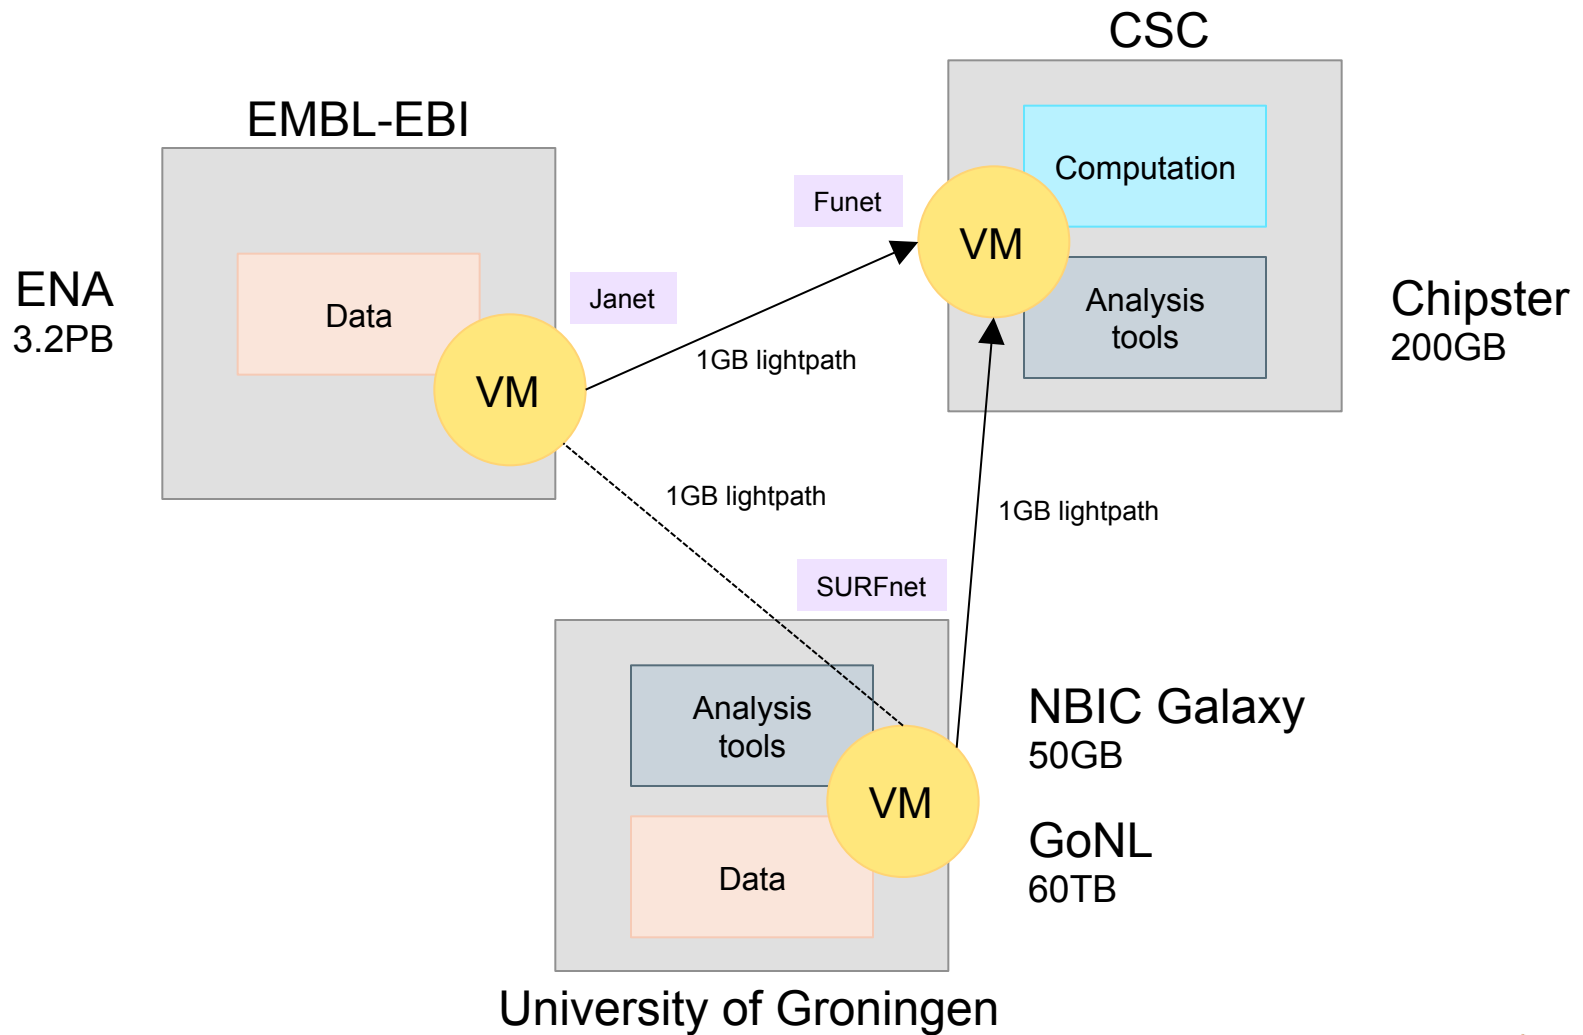 CSC
EMBL-EBI
Computation
Funet
VM
ENA
3.2PB
Data
Janet
Analysis
tools
Chipster
200GB
1GB lightpath
VM
1GB lightpath
1GB lightpath
SURFnet
Analysis
tools
NBIC Galaxy
50GB
VM
GoNL
60TB
Data
University of Groningen